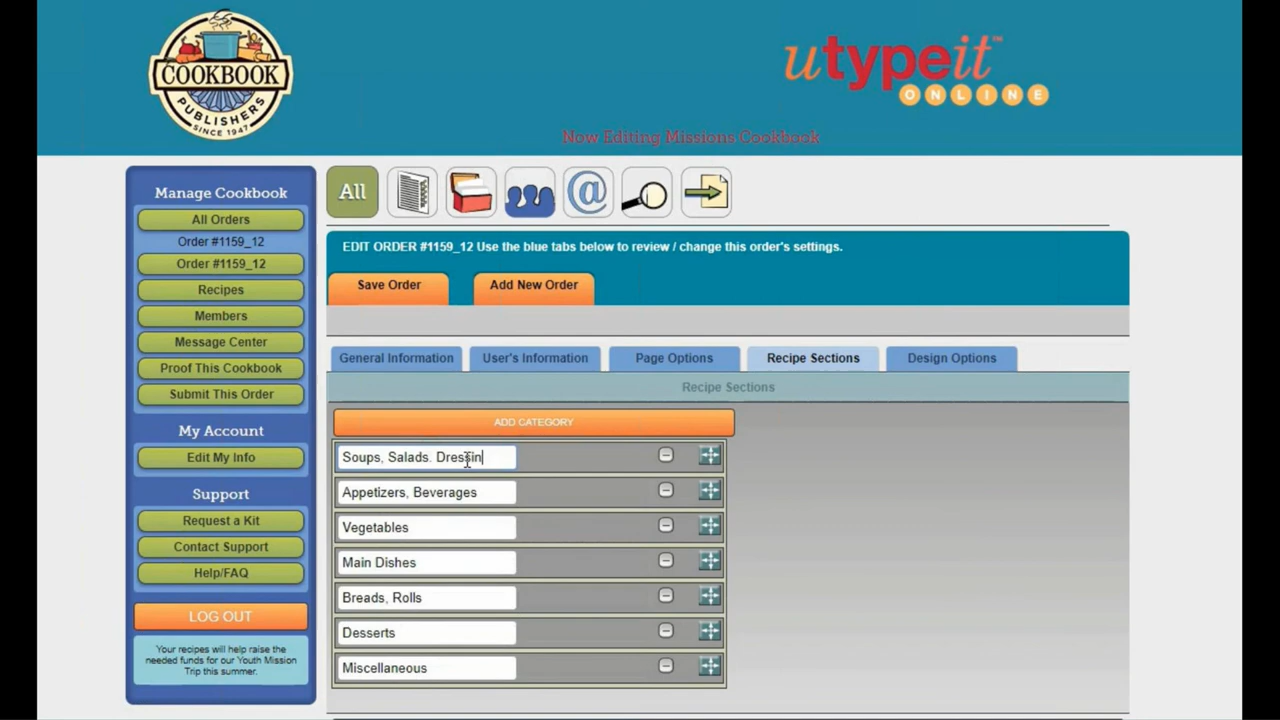 COOKBOOK
PUBLISHERS
SINCE 1947
utypeit™
ONLINE
Now Editing Missions Cookbook
Manage Cookbook
All Orders
Order #1159_12
Order #1159_12
Recipes
Members
Message Center
Proof This Cookbook
Submit This Order
My Account
Edit My Info
Support
Request a Kit
Contact Support
Help/FAQ
LOG OUT
Your recipes will help raise the
needed funds for our Youth Mission
Trip this summer.
All
@
EDIT ORDER #1159_12 Use the blue tabs below to review / change this order's settings.
Save Order
Add New Order
General Information
User's Information
Page Options
Recipe Sections
Design Options
Recipe Sections
ADD CATEGORY
Soups, Salads. Dressin
Appetizers, Beverages
Vegetables
Main Dishes
Breads, Rolls
Desserts
Miscellaneous